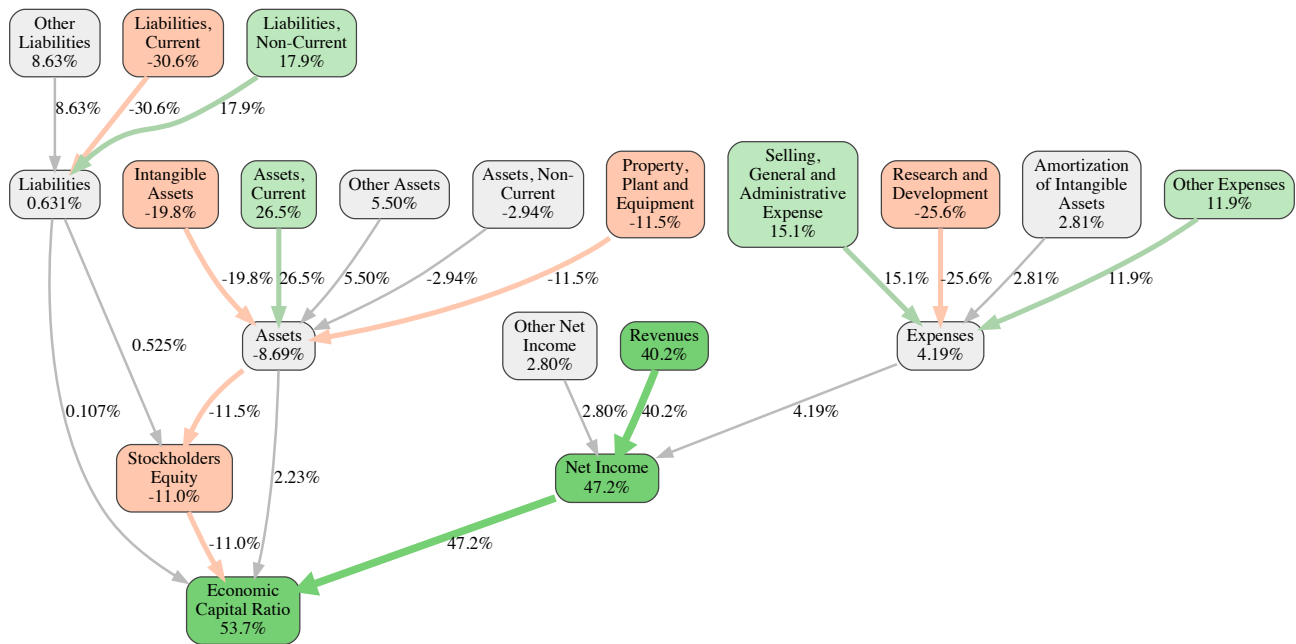 Other
Liabilities
8.63%
Liabilities,
Current
-30.6%
Liabilities,
Non-Current
17.9%
8.63%
-30.6%
17.9%
Liabilities
0.631%
Intangible
Assets
-19.8%
Assets,
Current
26.5%
Other Assets
5.50%
Assets, Non-
Current
-2.94%
Property,
Plant and
Equipment
-11.5%
Selling,
General and
Administrative
Expense
15.1%
Research and
Development
-25.6%
Amortization
of Intangible
Assets
2.81%
Other Expenses
11.9%
-19.8%
26.5%
5.50%
-2.94%
-11.5%
15.1%
-25.6%
2.81%
11.9%
Assets
-8.69%
Other Net
Income
2.80%
Revenues
40.2%
Expenses
4.19%
0.525%
0.107%
-11.5%
2.23%
2.80%
40.2%
4.19%
Stockholders
Equity
-11.0%
Net Income
47.2%
-11.0%
47.2%
Economic
Capital Ratio
53.7%